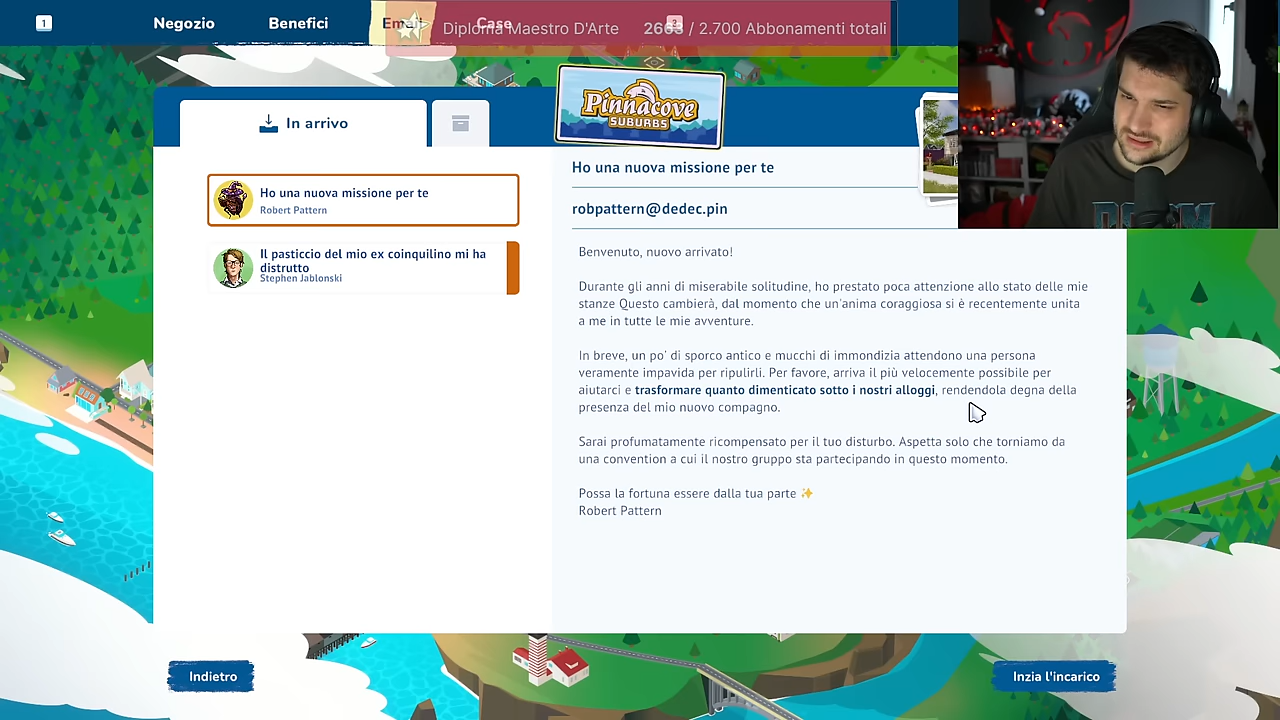 1
Negozio
Benefici
Email
Case
2
Diploma Maestro D'Arte
2663 / 2.700 Abbonamenti totali
Pinnacove
SUBURBS
In arrivo
Ho una nuova missione per te
Robert Pattern
Il pasticcio del mio ex coinquilino mi ha
distrutto
Stephen Jablonski
Ho una nuova missione per te
robpattern@dedec.pin
Benvenuto, nuovo arrivato!
Durante gli anni di miserabile solitudine, ho prestato poca attenzione allo stato delle mie
stanze Questo cambierà, dal momento che un'anima coraggiosa si è recentemente unita
a me in tutte le mie avventure.
In breve, un po' di sporco antico e mucchi di immondizia attendono una persona
veramente impavida per ripulirli. Per favore, arriva il più velocemente possibile per
aiutarci e trasformare quanto dimenticato sotto i nostri alloggi, rendendola degna della
presenza del mio nuovo compagno.
Sarai profumatamente ricompensato per il tuo disturbo. Aspetta solo che torniamo da
una convention a cui il nostro gruppo sta partecipando in questo momento.
Possa la fortuna essere dalla tua parte ✨
Robert Pattern
Indietro
Inzia l'incarico